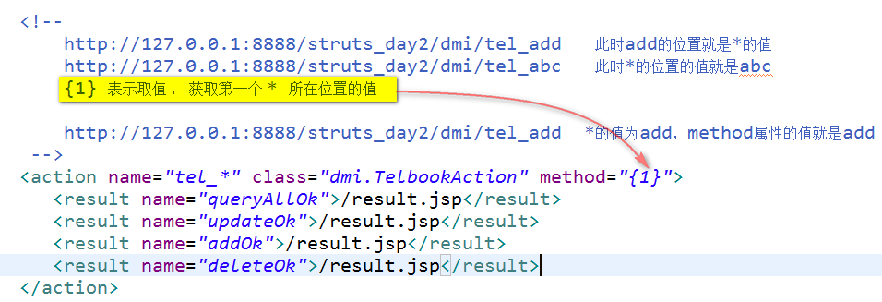 <!--
http://127.0.0.1:8888/struts_day2/dmi/tel_add 此时add的位置就是*的值
http://127.0.0.1:8888/struts_day2/dmi/tel_abc 此时*的位置的值就是abc
{1} 表示取值，获取第一个 * 所在位置的值
http://127.0.0.1:8888/struts_day2/dmi/tel_add *的值为add、method属性的值就是add
-->
<action name="tel_*" class="dmi.TelbookAction" method="{1}">
<result name="queryAllOk">/result.jsp</result>
<result name="updateOk">/result.jsp</result>
<result name="addOk">/result.jsp</result>
<result name="deleteOk">/result.jsp</result>
</action>